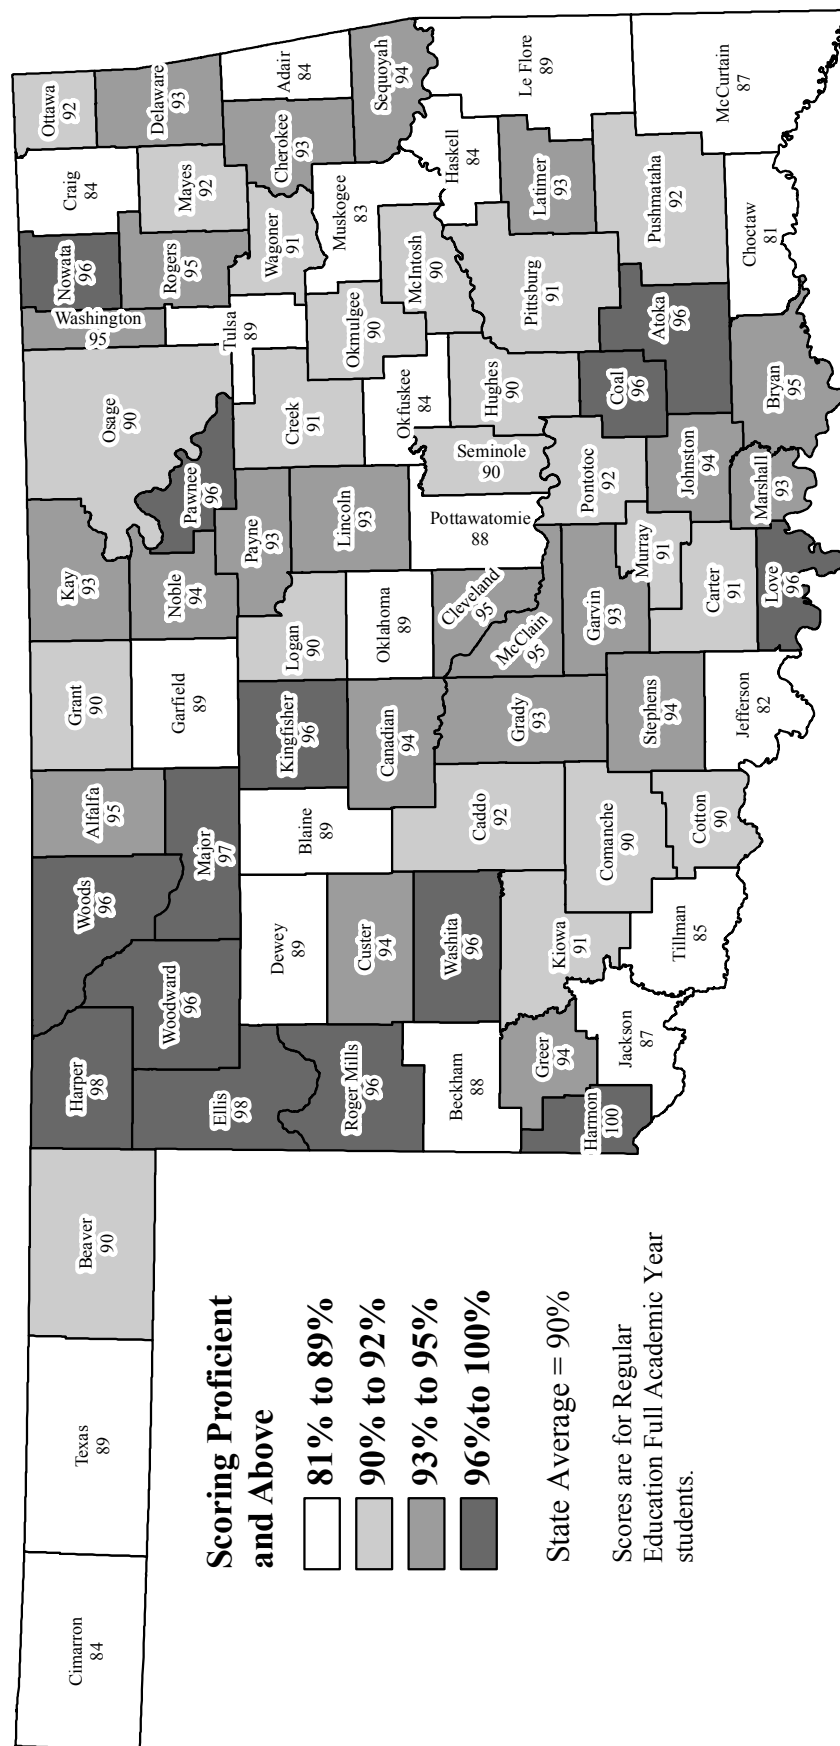 Cimarron
84
Texas
89
Beaver
90
Harper
98
Woods
96
Alfalfa
95
Grant
90
Kay
93
Osage
90
Washington
95
Nowata
96
Craig
84
Ottawa
92
Ellis
98
Woodward
96
Major
97
Garfield
89
Noble
94
Pawnee
96
Rogers
95
Mayes
92
Delaware
93
Roger Mills
96
Dewey
89
Blaine
89
Kingfisher
96
Logan
90
Payne
93
Creek
91
Tulsa
89
Wagoner
91
Cherokee
93
Adair
84
Custer
94
Canadian
94
Oklahoma
89
Lincoln
93
Okfuskee
84
Okmulgee
90
Muskogee
83
Sequoyah
94
Beckham
88
Washita
96
Caddo
92
Grady
93
Cleveland
95
McClain
95
Pottawatomie
88
Seminole
90
Hughes
90
McIntosh
90
Haskell
84
Le Flore
89
Harmon
100
Greer
94
Kiowa
91
Comanche
90
Garvin
93
Pontotoc
92
Coal
96
Pittsburg
91
Latimer
93
Jackson
87
Tillman
85
Cotton
90
Stephens
94
Murray
91
Johnston
94
Atoka
96
Pushmataha
92
McCurtain
87
Jefferson
82
Carter
91
Love
96
Marshall
93
Bryan
95
Choctaw
81
Scoring Proficient
and Above
81% to 89%
90% to 92%
93% to 95%
96%to 100%
State Average = 90%
Scores are for Regular
Education Full Academic Year
students.